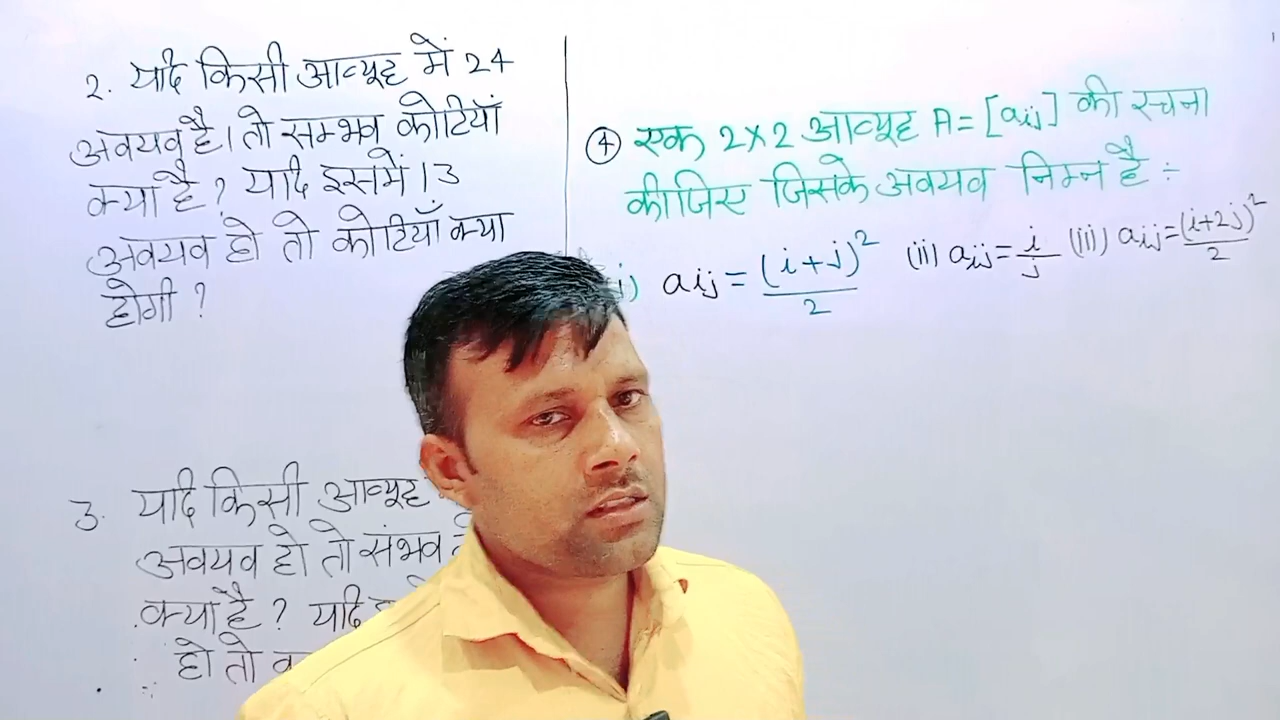 2. यदि किसी आव्यूह में 24
अवयव है। तो सम्भव कोटियाँ
क्या है ? यदि इसमें 13
अवयव हो तो कोटियाँ क्या
होगी ?
3. यदि किसी आव्यूह
अवयव हो तो संभव
क्या है ? यदि
हो तो
④ एक 2×2 आव्यूह A = [aij] की रचना
कीजिए जिसके अवयव निम्न है :-
i) aij = (i+j)²/2 (ii) aij = i/j (iii) aij = (i+2j)²/2